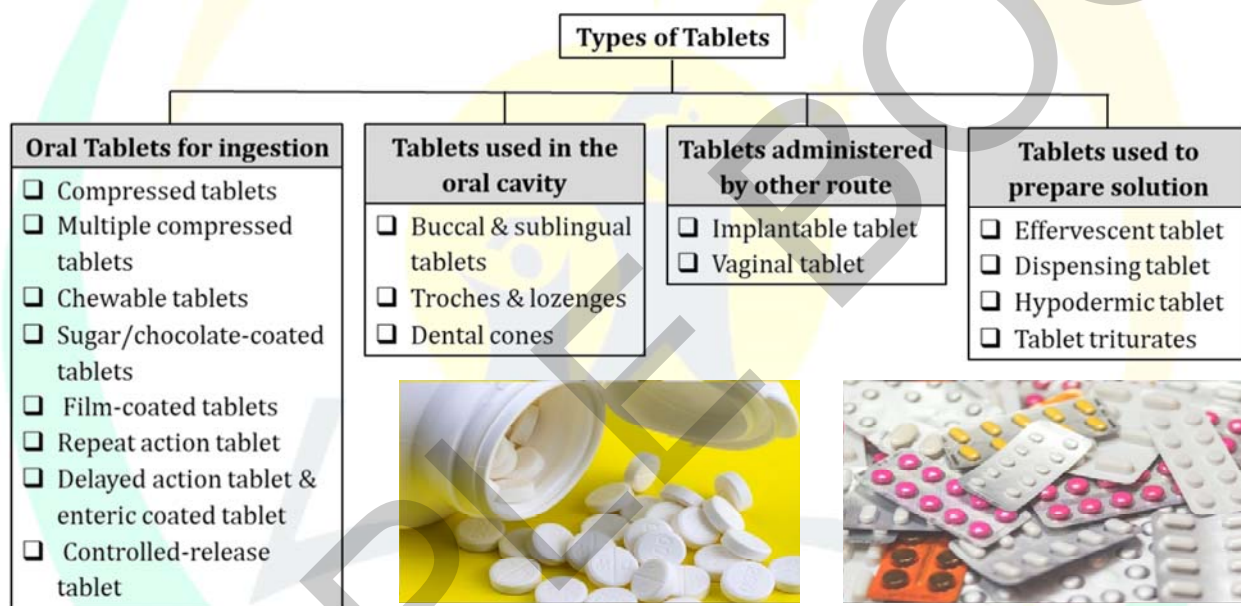 Types of Tablets
Oral Tablets for ingestion
❑ Compressed tablets
❑ Multiple compressed
tablets
❑ Chewable tablets
❑ Sugar/chocolate-coated
tablets
❑ Film-coated tablets
❑ Repeat action tablet
❑ Delayed action tablet &
enteric coated tablet
❑ Controlled-release
tablet
Tablets used in the
oral cavity
❑ Buccal & sublingual
tablets
❑ Troches & lozenges
❑ Dental cones
Tablets administered
by other route
❑ Implantable tablet
❑ Vaginal tablet
Tablets used to
prepare solution
❑ Effervescent tablet
❑ Dispensing tablet
❑ Hypodermic tablet
❑ Tablet triturates